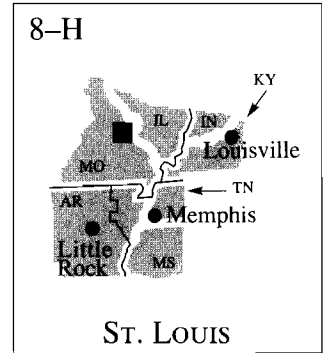 8–H
KY
IL
IN
Louisville
MO
TN
AR
Memphis
Little
Rock
MS
ST. LOUIS